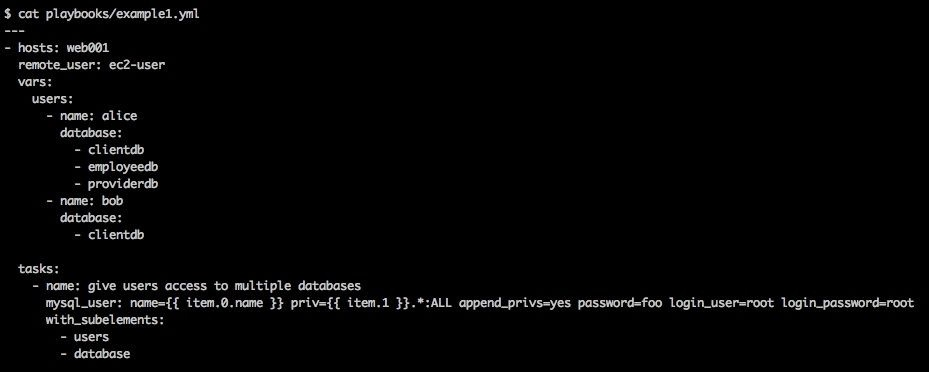 $ cat playbooks/example1.yml
---
- hosts: web001
  remote_user: ec2-user
  vars:
    users:
      - name: alice
        database:
          - clientdb
          - employeedb
          - providerdb
      - name: bob
        database:
          - clientdb

  tasks:
    - name: give users access to multiple databases
      mysql_user: name={{ item.0.name }} priv={{ item.1 }}.*:ALL append_privs=yes password=foo login_user=root login_password=root
      with_subelements:
        - users
        - database